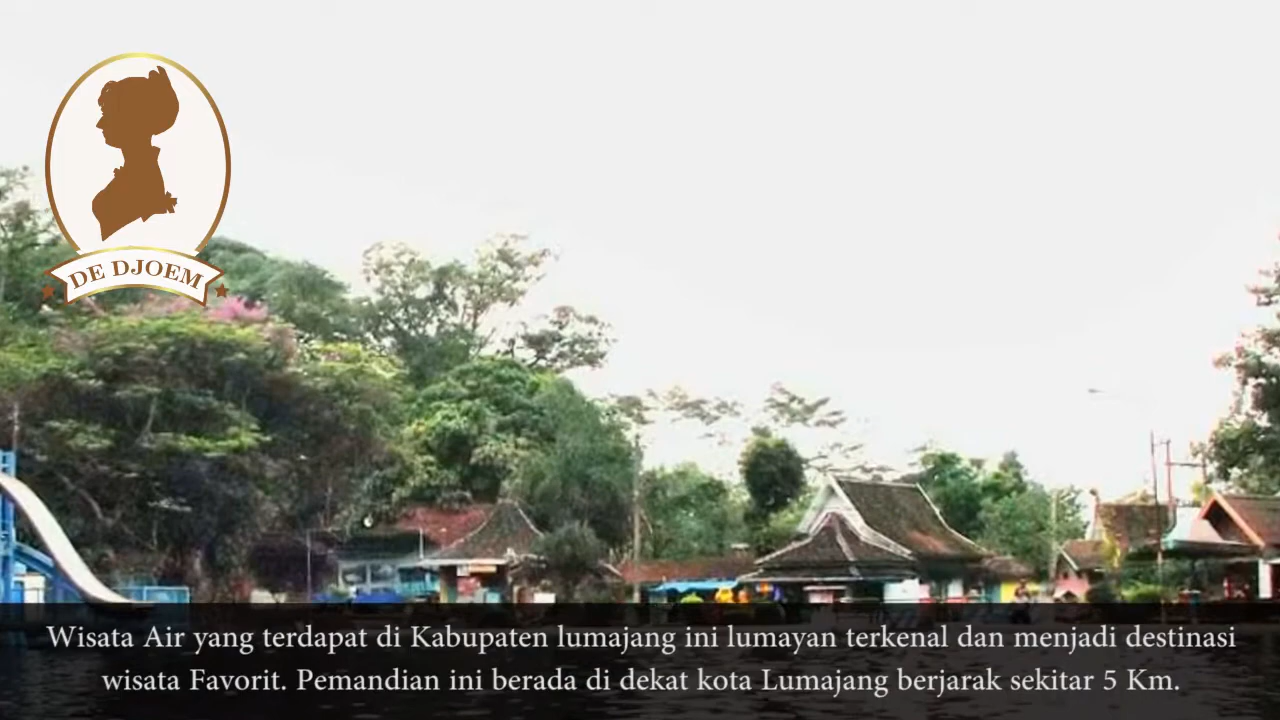 DE DJOEM
Wisata Air yang terdapat di Kabupaten lumajang ini lumayan terkenal dan menjadi destinasi
wisata Favorit. Pemandian ini berada di dekat kota Lumajang berjarak sekitar 5 Km.